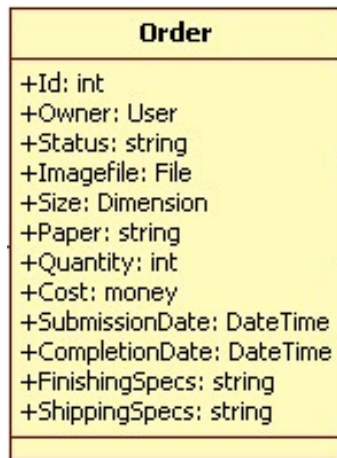 Order
+Id: int
+Owner: User
+Status: string
+Imagefile: File
+Size: Dimension
+Paper: string
+Quantity: int
+Cost: money
+SubmissionDate: DateTime
+CompletionDate: DateTime
+FinishingSpecs: string
+ShippingSpecs: string